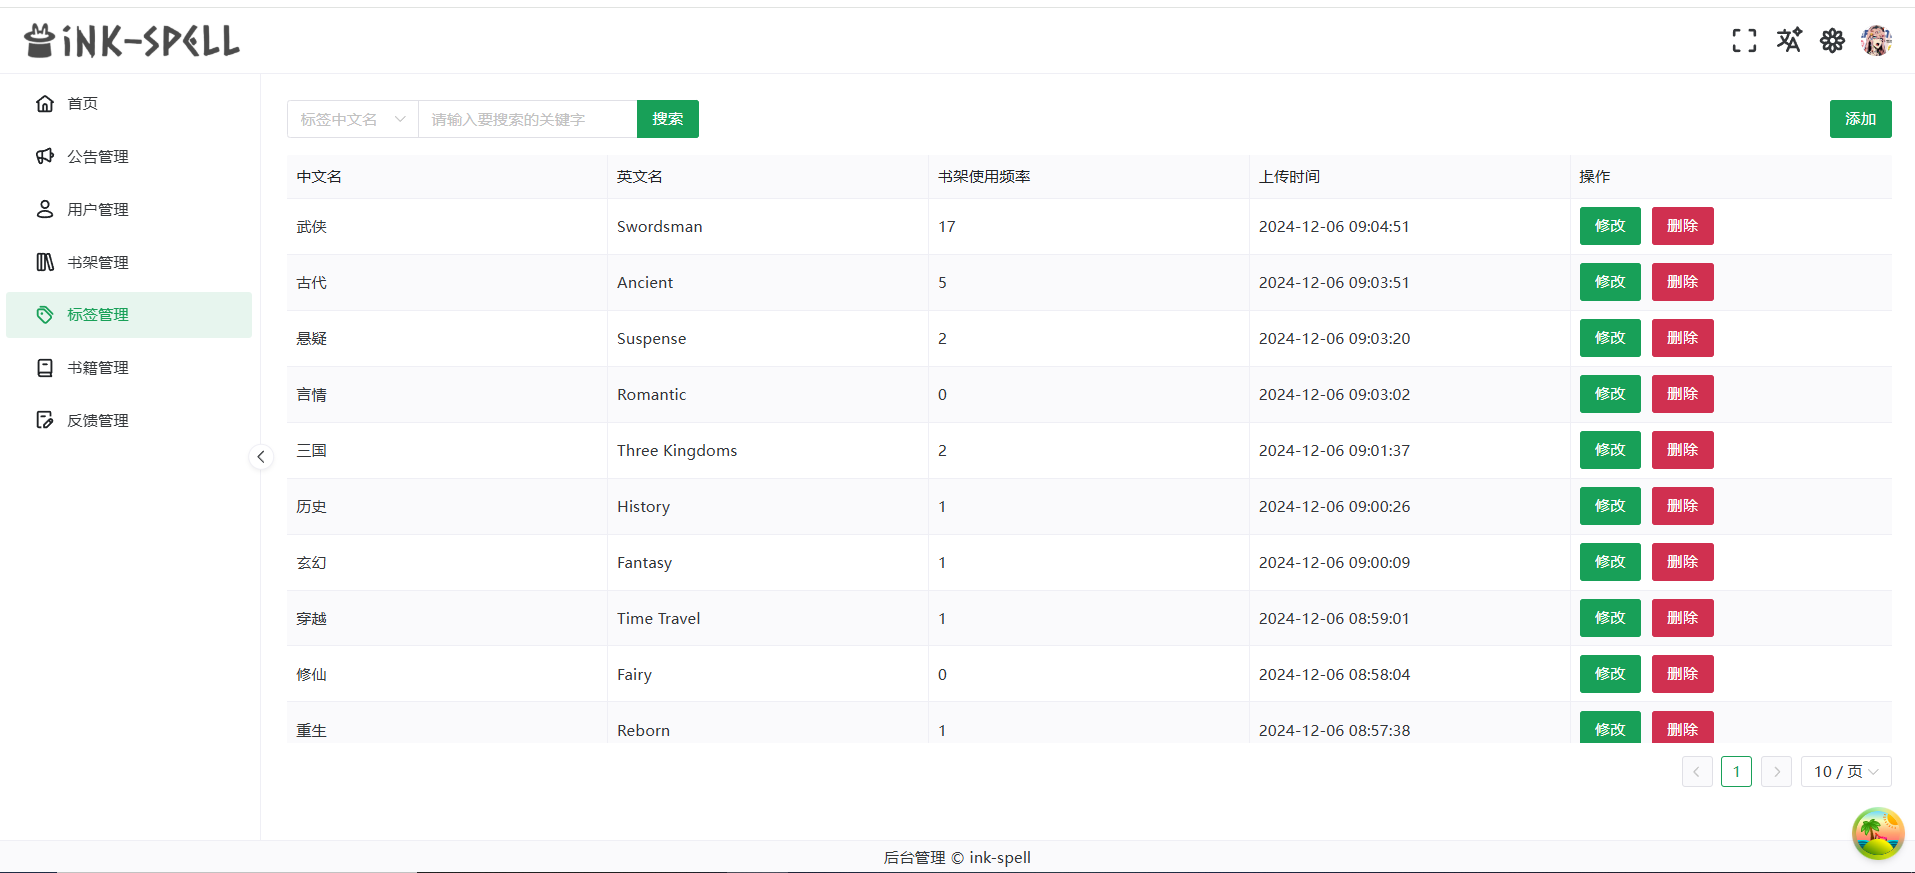 iNK-SPELL
首页
公告管理
用户管理
书架管理
标签管理
书籍管理
反馈管理
标签中文名 请输入要搜索的关键字 搜索 添加
中文名 英文名 书架使用频率 上传时间 操作
武侠 Swordsman 17 2024-12-06 09:04:51 修改 删除
古代 Ancient 5 2024-12-06 09:03:51 修改 删除
悬疑 Suspense 2 2024-12-06 09:03:20 修改 删除
言情 Romantic 0 2024-12-06 09:03:02 修改 删除
三国 Three Kingdoms 2 2024-12-06 09:01:37 修改 删除
历史 History 1 2024-12-06 09:00:26 修改 删除
玄幻 Fantasy 1 2024-12-06 09:00:09 修改 删除
穿越 Time Travel 1 2024-12-06 08:59:01 修改 删除
修仙 Fairy 0 2024-12-06 08:58:04 修改 删除
重生 Reborn 1 2024-12-06 08:57:38 修改 删除
1 10 / 页
后台管理 © ink-spell